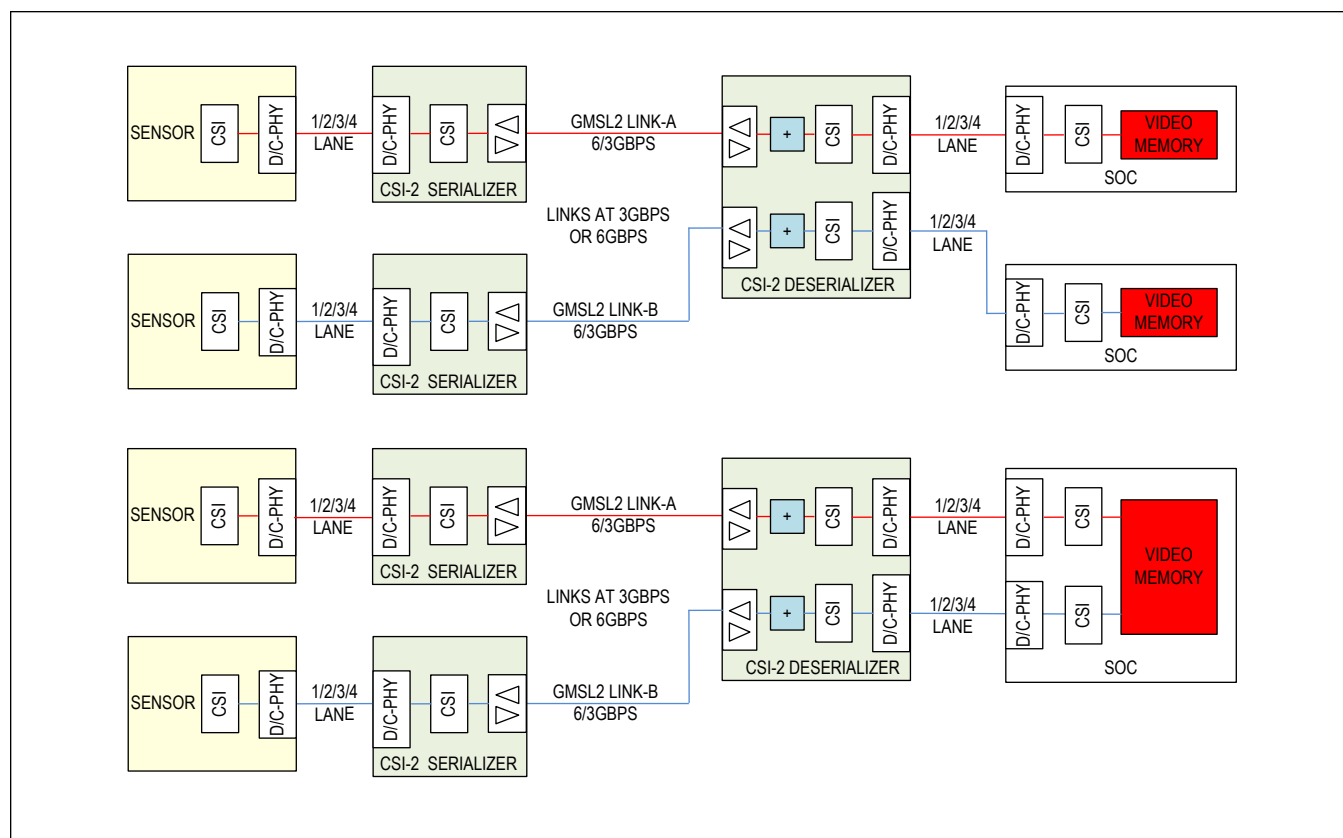 SENSOR
CSI
D/C-PHY
1/2/3/4
LANE
D/C-PHY
CSI
CSI-2 SERIALIZER
GMSL2 LINK-A
6/3GBPS
+
CSI
D/C-PHY
1/2/3/4
LANE
D/C-PHY
CSI
VIDEO
MEMORY
SOC
LINKS AT 3GBPS
OR 6GBPS
SENSOR
CSI
D/C-PHY
1/2/3/4
LANE
D/C-PHY
CSI
CSI-2 SERIALIZER
GMSL2 LINK-B
6/3GBPS
+
CSI
D/C-PHY
CSI-2 DESERIALIZER
1/2/3/4
LANE
D/C-PHY
CSI
VIDEO
MEMORY
SOC
SENSOR
CSI
D/C-PHY
1/2/3/4
LANE
D/C-PHY
CSI
CSI-2 SERIALIZER
GMSL2 LINK-A
6/3GBPS
+
CSI
D/C-PHY
1/2/3/4
LANE
D/C-PHY
CSI
VIDEO
MEMORY
LINKS AT 3GBPS
OR 6GBPS
SENSOR
CSI
D/C-PHY
1/2/3/4
LANE
D/C-PHY
CSI
CSI-2 SERIALIZER
GMSL2 LINK-B
6/3GBPS
+
CSI
D/C-PHY
CSI-2 DESERIALIZER
1/2/3/4
LANE
D/C-PHY
CSI
SOC